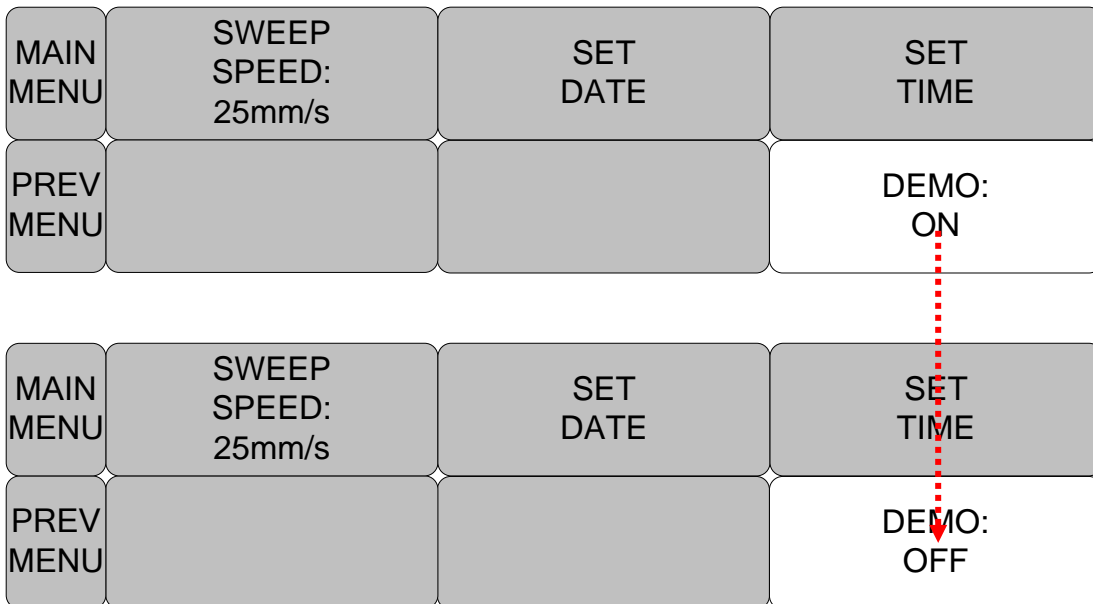 MAIN
MENU
SWEEP
SPEED:
25mm/s
SET
DATE
SET
TIME
PREV
MENU
DEMO:
ON
MAIN
MENU
SWEEP
SPEED:
25mm/s
SET
DATE
SET
TIME
PREV
MENU
DEMO:
OFF